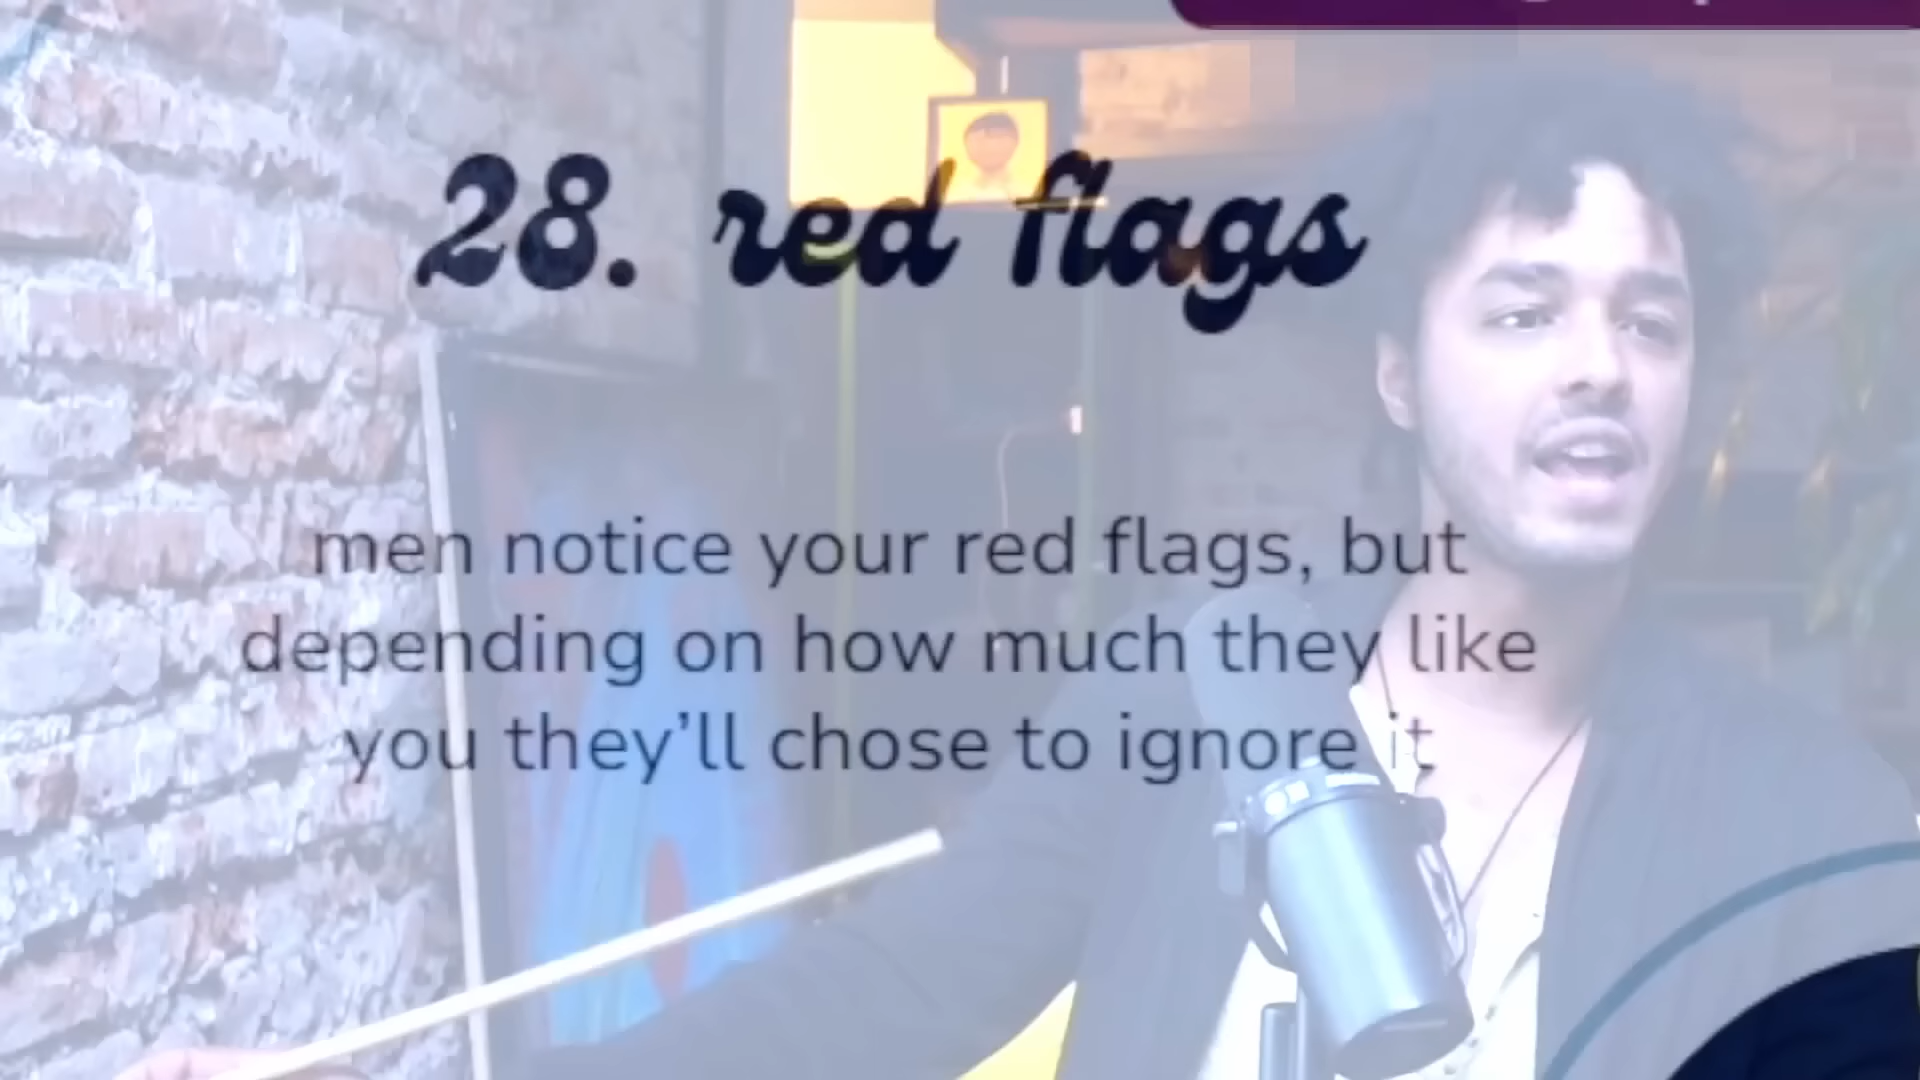 28. red flags
men notice your red flags, but
depending on how much they like
you they’ll chose to ignore it